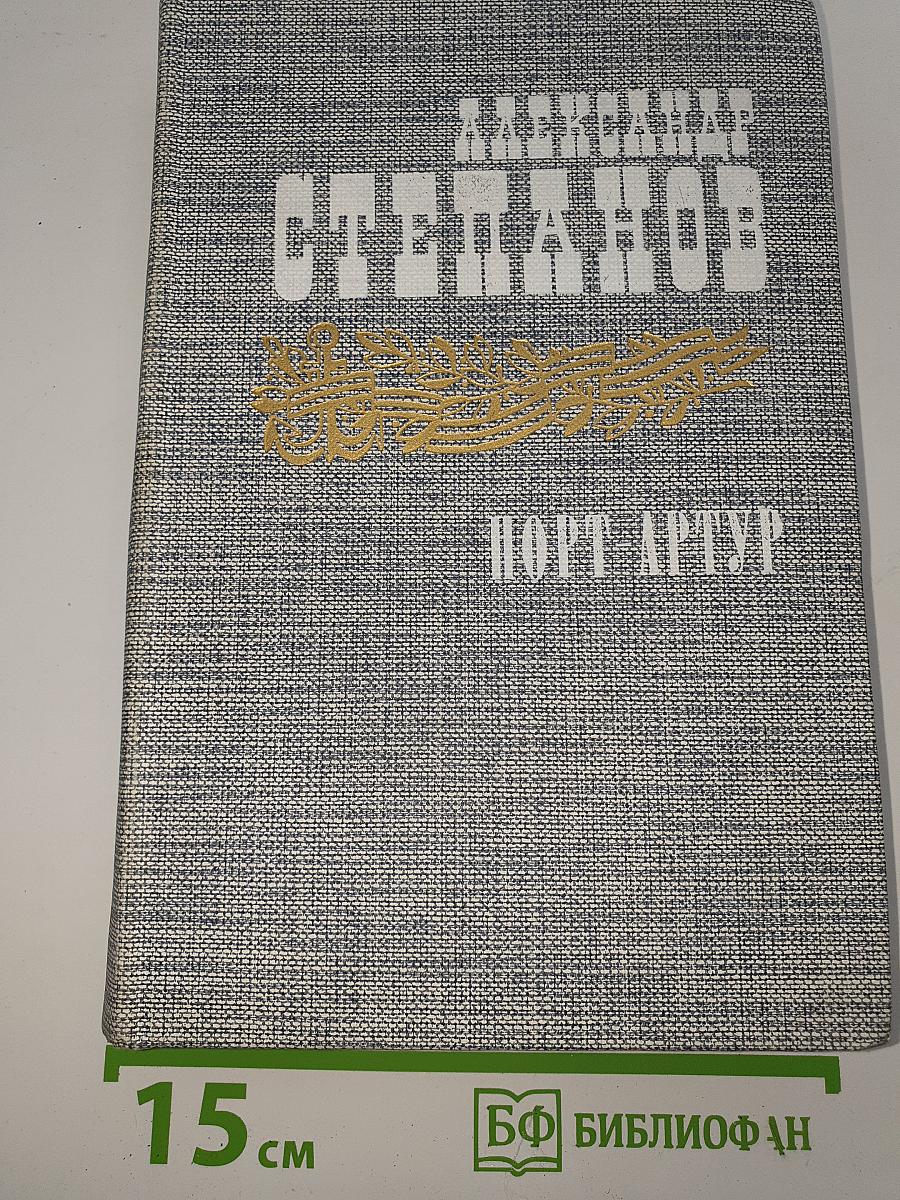 АЛЕКСАНДР
СТЕПАНОВ
ПОРТ-АРТУР
15 см
БФ БИБЛИОФАН